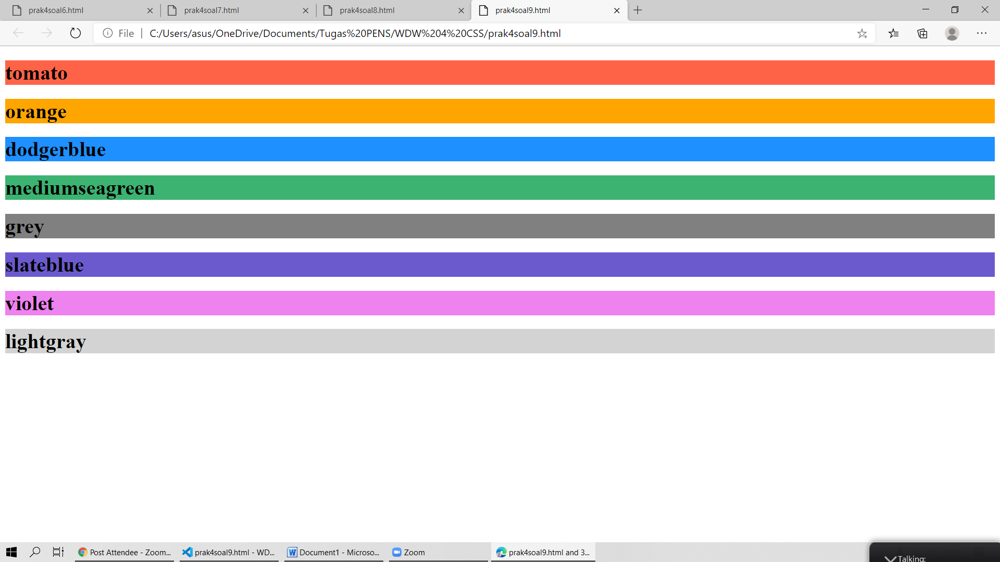 prak4soal6.html
prak4soal7.html
prak4soal8.html
prak4soal9.html
File C:/Users/asus/OneDrive/Documents/Tugas%20PENS/WDW%204%20CSS/prak4soal9.html
tomato
orange
dodgerblue
mediumseagreen
grey
slateblue
violet
lightgray
Post Attendee - Zoom...
prak4soal9.html - WD...
Document1 - Microso...
Zoom
prak4soal9.html and 3...
Talking: